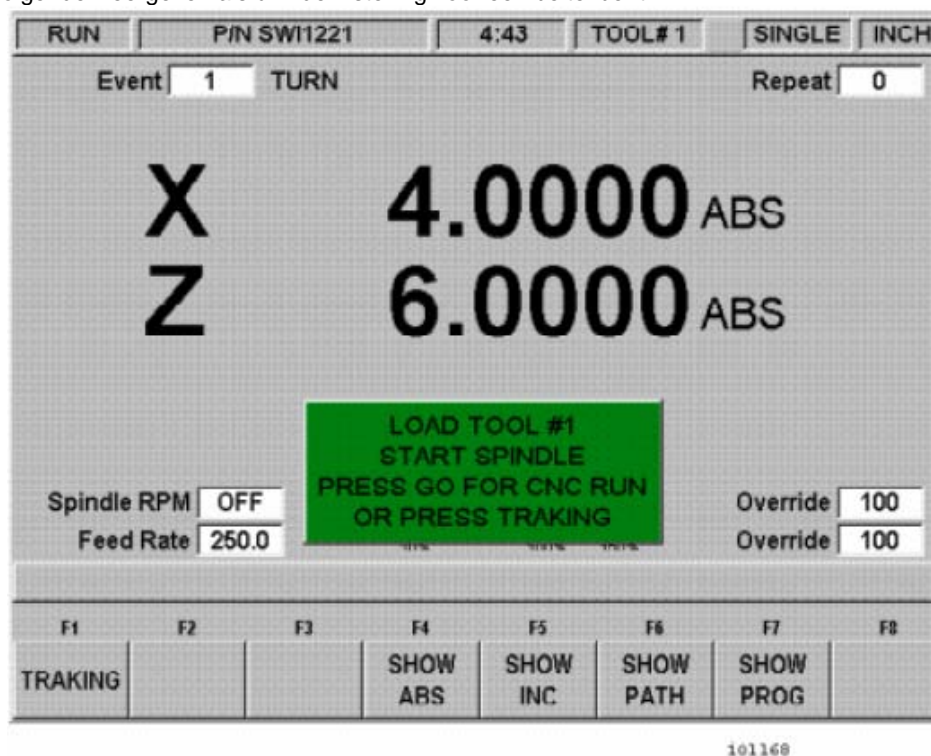 RUN P/N SWI1221 4:43 TOOL# 1 SINGLE INCH
Event 1 TURN Repeat 0
X 4.0000 ABS
Z 6.0000 ABS
LOAD TOOL #1
START SPINDLE
PRESS GO FOR CNC RUN
OR PRESS TRAKING
Spindle RPM OFF Override 100
Feed Rate 250.0 Override 100
F1 F2 F3 F4 F5 F6 F7 F8
TRAKING SHOW ABS SHOW INC SHOW PATH SHOW PROG
i01168